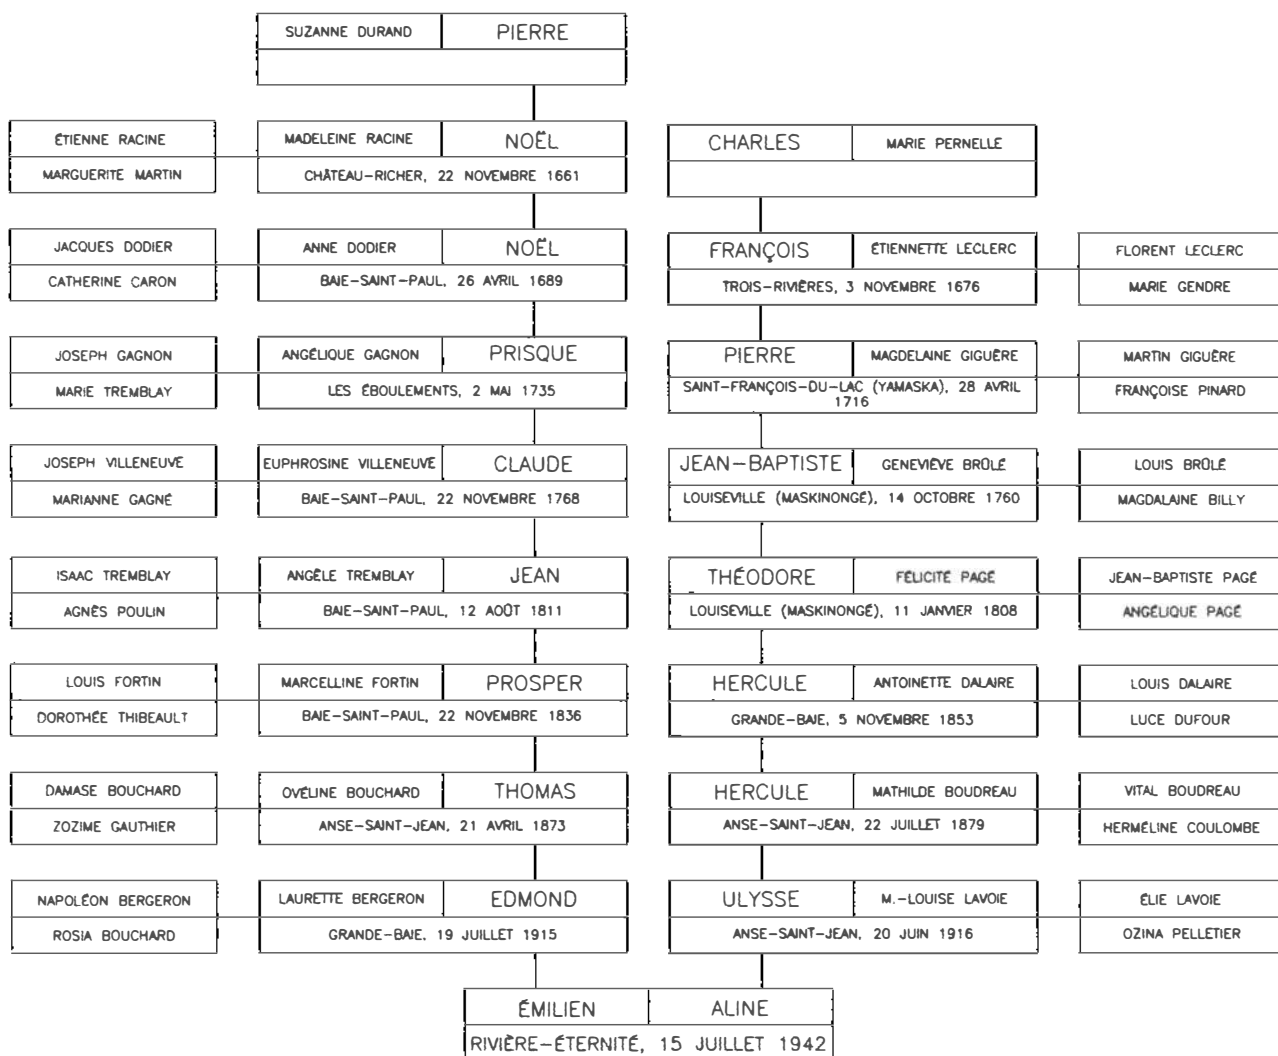 SUZANNE DURAND PIERRE
ÉTIENNE RACINE MADELEINE RACINE NOËL CHARLES MARIE PERNELLE
MARGUERITE MARTIN CHÂTEAU-RICHER, 22 NOVEMBRE 1661
JACQUES DODIER ANNE DODIER NOËL FRANÇOIS ÉTIENNETTE LECLERC FLORENT LECLERC
CATHERINE CARON BAIE-SAINT-PAUL, 26 AVRIL 1689 TROIS-RIVIÈRES, 3 NOVEMBRE 1676 MARIE GENDRE
JOSEPH GAGNON ANGÉLIQUE GAGNON PRISQUE PIERRE MAGDELAINE GIGUÈRE MARTIN GIGUÈRE
MARIE TREMBLAY LES ÉBOULEMENTS, 2 MAI 1735 SAINT-FRANÇOIS-DU-LAC (YAMASKA), 28 AVRIL
1716 FRANÇOISE PINARD
JOSEPH VILLENEUVE EUPHROSINE VILLENEUVE CLAUDE JEAN-BAPTISTE GENEVIÈVE BRÛLÉ LOUIS BRÛLÉ
MARIANNE GAGNÉ BAIE-SAINT-PAUL, 22 NOVEMBRE 1768 LOUISEVILLE (MASKINONGÉ), 14 OCTOBRE 1760 MAGDALAINE BILLY
ISAAC TREMBLAY ANGÈLE TREMBLAY JEAN THÉODORE FÉLICITÉ PAGÉ JEAN-BAPTISTE PAGÉ
AGNÈS POULIN BAIE-SAINT-PAUL, 12 AOÛT 1811 LOUISEVILLE (MASKINONGÉ), 11 JANVIER 1808 ANGÉLIQUE PAGÉ
LOUIS FORTIN MARCELLINE FORTIN PROSPER HERCULE ANTOINETTE DALAIRE LOUIS DALAIRE
DOROTHÉE THIBEAULT BAIE-SAINT-PAUL, 22 NOVEMBRE 1836 GRANDE-BAIE, 5 NOVEMBRE 1853 LUCE DUFOUR
DAMASE BOUCHARD OVÉLINE BOUCHARD THOMAS HERCULE MATHILDE BOUDREAU VITAL BOUDREAU
ZOZIME GAUTHIER ANSE-SAINT-JEAN, 21 AVRIL 1873 ANSE-SAINT-JEAN, 22 JUILLET 1879 HERMÉLINE COULOMBE
NAPOLÉON BERGERON LAURETTE BERGERON EDMOND ULYSSE M.-LOUISE LAVOIE ÉLIE LAVOIE
ROSIA BOUCHARD GRANDE-BAIE, 19 JUILLET 1915 ANSE-SAINT-JEAN, 20 JUIN 1916 OZINA PELLETIER
ÉMILIEN ALINE
RIVIÈRE-ÉTERNITÉ, 15 JUILLET 1942